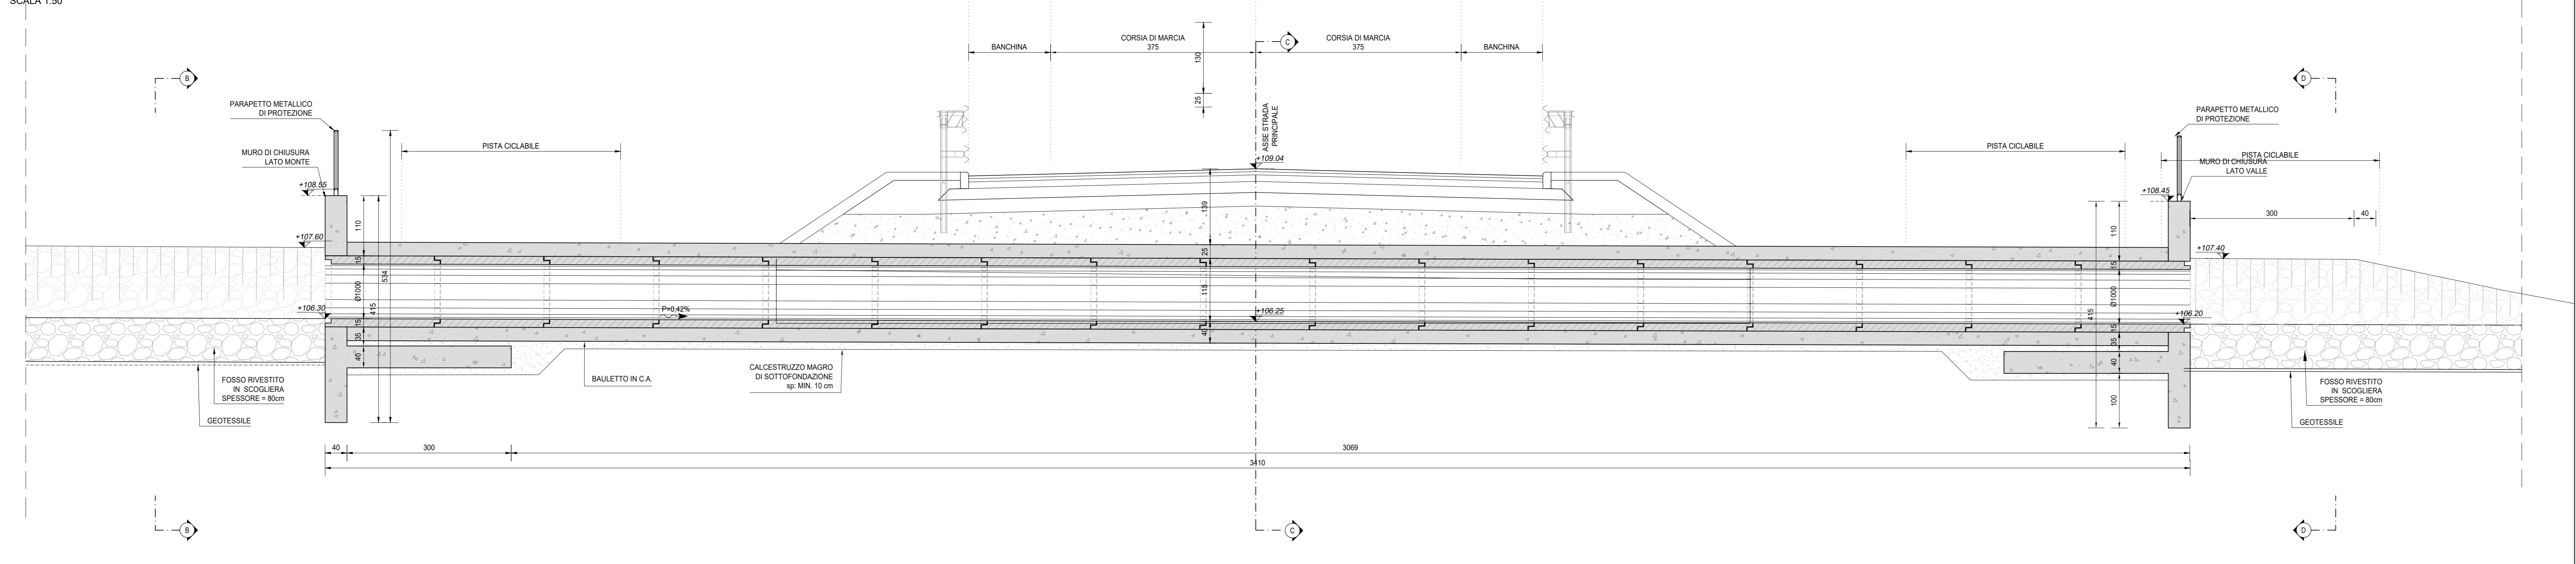 SCALA 1:50
BANCHINA
CORSIA DI MARCIA
375
CORSIA DI MARCIA
375
BANCHINA
C
130
25
B
D
PARAPETTO METALLICO
DI PROTEZIONE
MURO DI CHIUSURA
LATO MONTE
PISTA CICLABILE
ASSE STRADA
PRINCIPALE
+109.04
PISTA CICLABILE
PARAPETTO METALLICO
DI PROTEZIONE
PISTA CICLABILE
MURO DI CHIUSURA
LATO VALLE
+108.55
+108.45
300
40
110
139
110
+107.60
+107.40
15
534
25
15
Ø1000
415
115
Ø1000
415
+106.30
P=0,42%
+106.25
+106.20
15
35
40
40
15
35
40
100
FOSSO RIVESTITO
IN SCOGLIERA
SPESSORE = 80cm
GEOTESSILE
BAULETTO IN C.A.
CALCESTRUZZO MAGRO
DI SOTTOFONDAZIONE
sp: MIN. 10 cm
FOSSO RIVESTITO
IN SCOGLIERA
SPESSORE = 80cm
GEOTESSILE
40
300
3069
3410
B
C
D